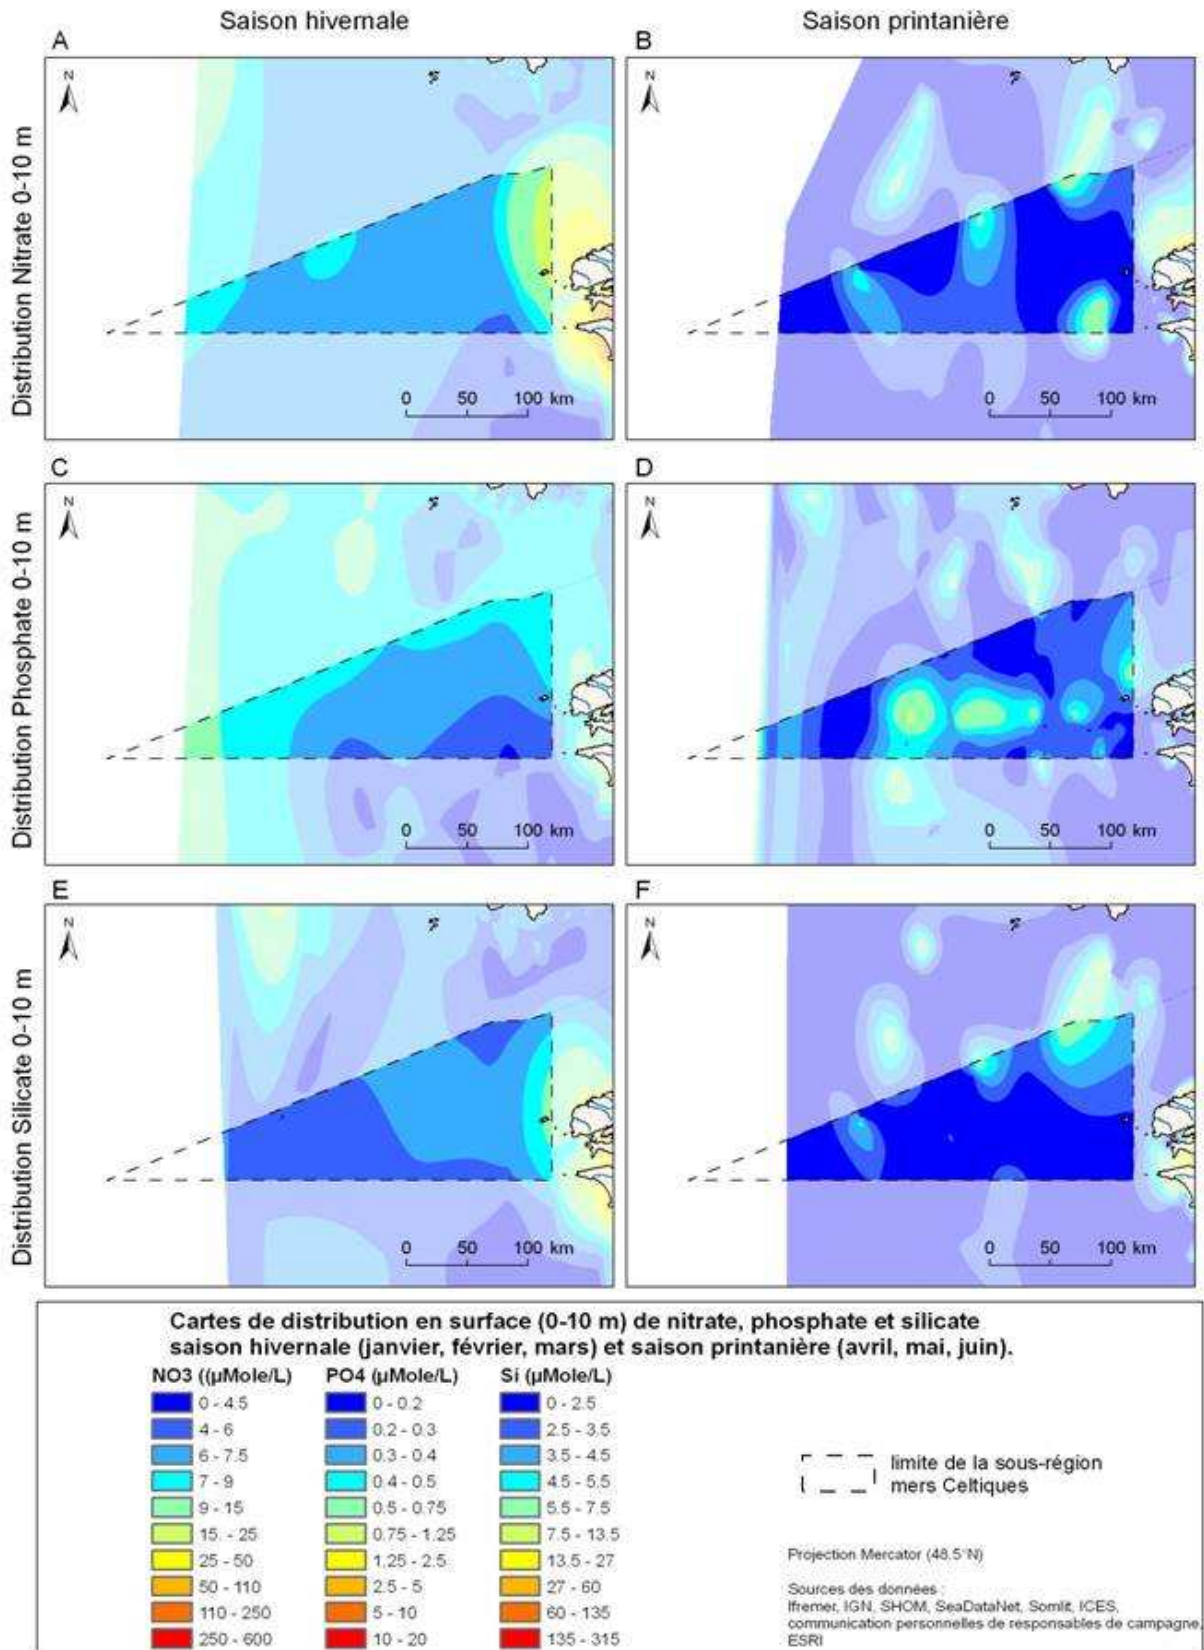 Saison hivernale
Saison printanière
Distribution Nitrate 0-10 m
A
N
0 50 100 km
B
N
0 50 100 km
Distribution Phosphate 0-10 m
C
N
0 50 100 km
D
N
0 50 100 km
Distribution Silicate 0-10 m
E
N
0 50 100 km
F
N
0 50 100 km
Cartes de distribution en surface (0-10 m) de nitrate, phosphate et silicate
saison hivernale (janvier, février, mars) et saison printanière (avril, mai, juin).
NO3 ((µMole/L)
0 - 4.5
4 - 6
6 - 7.5
7 - 9
9 - 15
15. - 25
25 - 50
50 - 110
110 - 250
250 - 600
PO4 (µMole/L)
0 - 0.2
0.2 - 0.3
0.3 - 0.4
0.4 - 0.5
0.5 - 0.75
0.75 - 1.25
1.25 - 2.5
2.5 - 5
5 - 10
10 - 20
Si (µMole/L)
0 - 2.5
2.5 - 3.5
3.5 - 4.5
4.5 - 5.5
5.5 - 7.5
7.5 - 13.5
13.5 - 27
27 - 60
60 - 135
135 - 315
limite de la sous-région
mers Celtiques
Projection Mercator (48.5°N)
Sources des données :
Ifremer, IGN, SHOM, SeaDataNet, Somlit, ICES,
communication personnelles de responsables de campagne,
ESRI